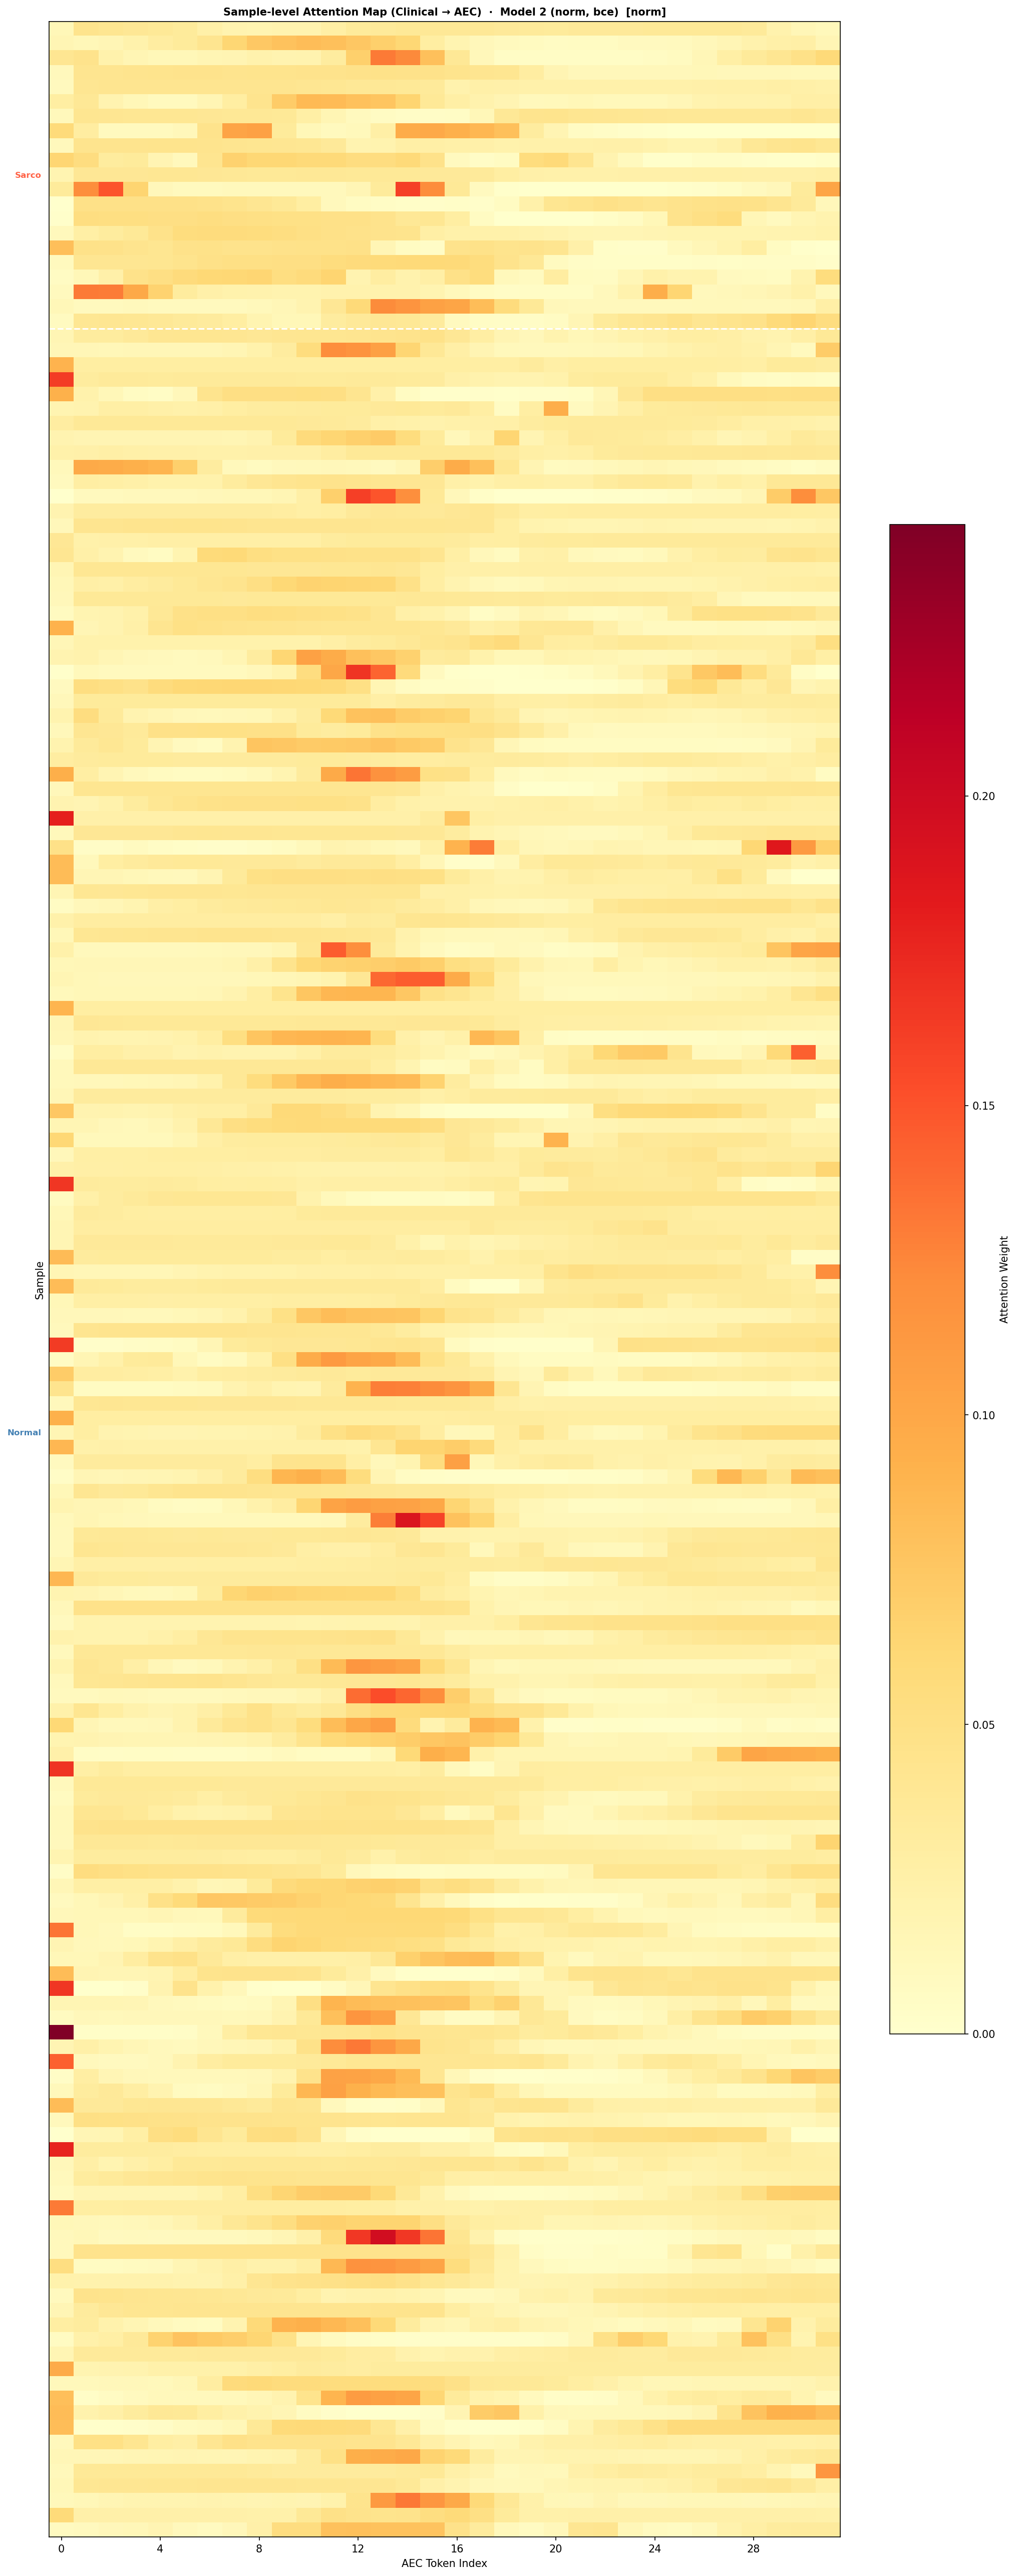 Sample-level Attention Map (Clinical → AEC)  ·  Model 2 (norm, bce)  [norm]
Sarco
Normal
Sample
0 4 8 12 16 20 24 28
AEC Token Index
0.20
0.15
0.10
0.05
0.00
Attention Weight